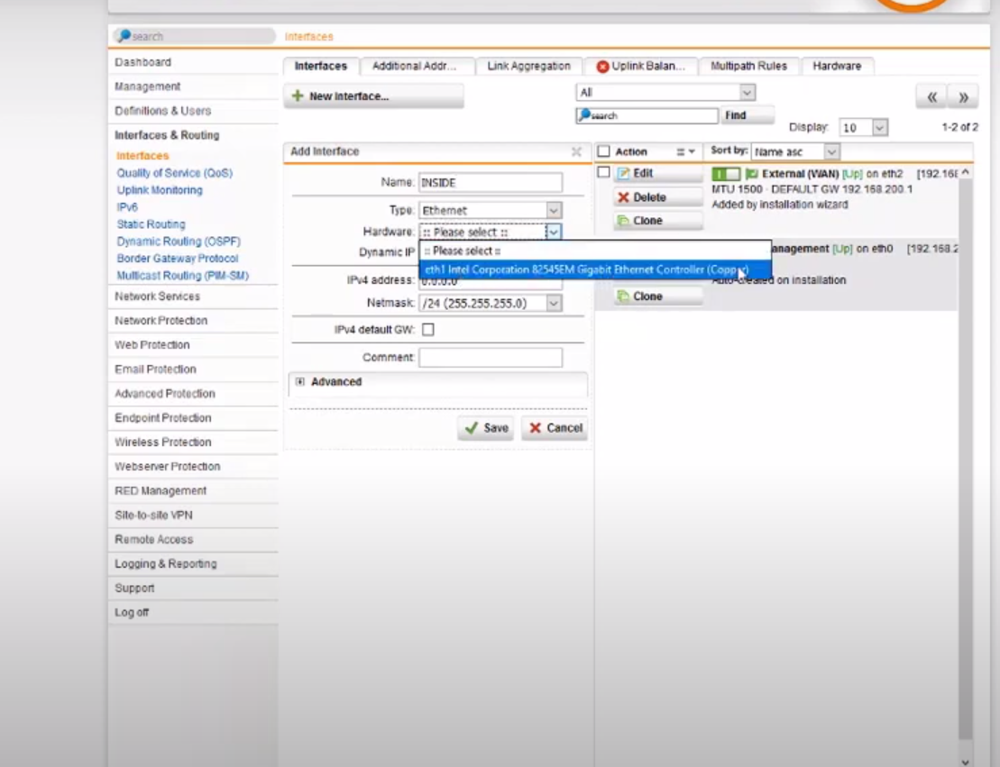 search
Interfaces
Dashboard
Management
Definitions & Users
Interfaces & Routing
Interfaces
Quality of Service (QoS)
Uplink Monitoring
IPv6
Static Routing
Dynamic Routing (OSPF)
Border Gateway Protocol
Multicast Routing (PIM-SM)
Network Services
Network Protection
Web Protection
Email Protection
Advanced Protection
Endpoint Protection
Wireless Protection
Webserver Protection
RED Management
Site-to-site VPN
Remote Access
Logging & Reporting
Support
Log off
Interfaces Additional Addr... Link Aggregation Uplink Balan... Multipath Rules Hardware
New Interface...
All
search Find
Display: 10 1-2 of 2
Add Interface
Name: INSIDE
Type: Ethernet
Hardware: :: Please select ::
:: Please select ::
eth1 Intel Corporation 82545EM Gigabit Ethernet Controller (Copper)
Dynamic IP
IPv4 address: 0.0.0.0
Netmask: /24 (255.255.255.0)
IPv4 default GW:
Comment:
Advanced
Save Cancel
Action Sort by: Name asc
Edit External (WAN) [Up] on eth2 [192.168
Delete MTU 1500 · DEFAULT GW 192.168.200.1
Clone Added by installation wizard
anagement [Up] on eth0 [192.168.2
Auto-created on installation
Clone